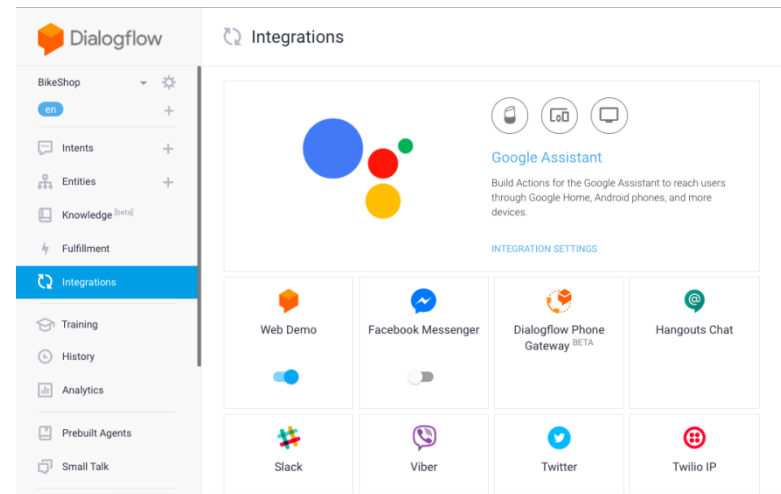 Dialogflow
Integrations
BikeShop
en
Intents
Entities
Knowledge [beta]
Fulfillment
Integrations
Training
History
Analytics
Prebuilt Agents
Small Talk
Google Assistant
Build Actions for the Google Assistant to reach users
through Google Home, Android phones, and more
devices.
INTEGRATION SETTINGS
Web Demo
Facebook Messenger
Dialogflow Phone
Gateway BETA
Hangouts Chat
Slack
Viber
Twitter
Twilio IP